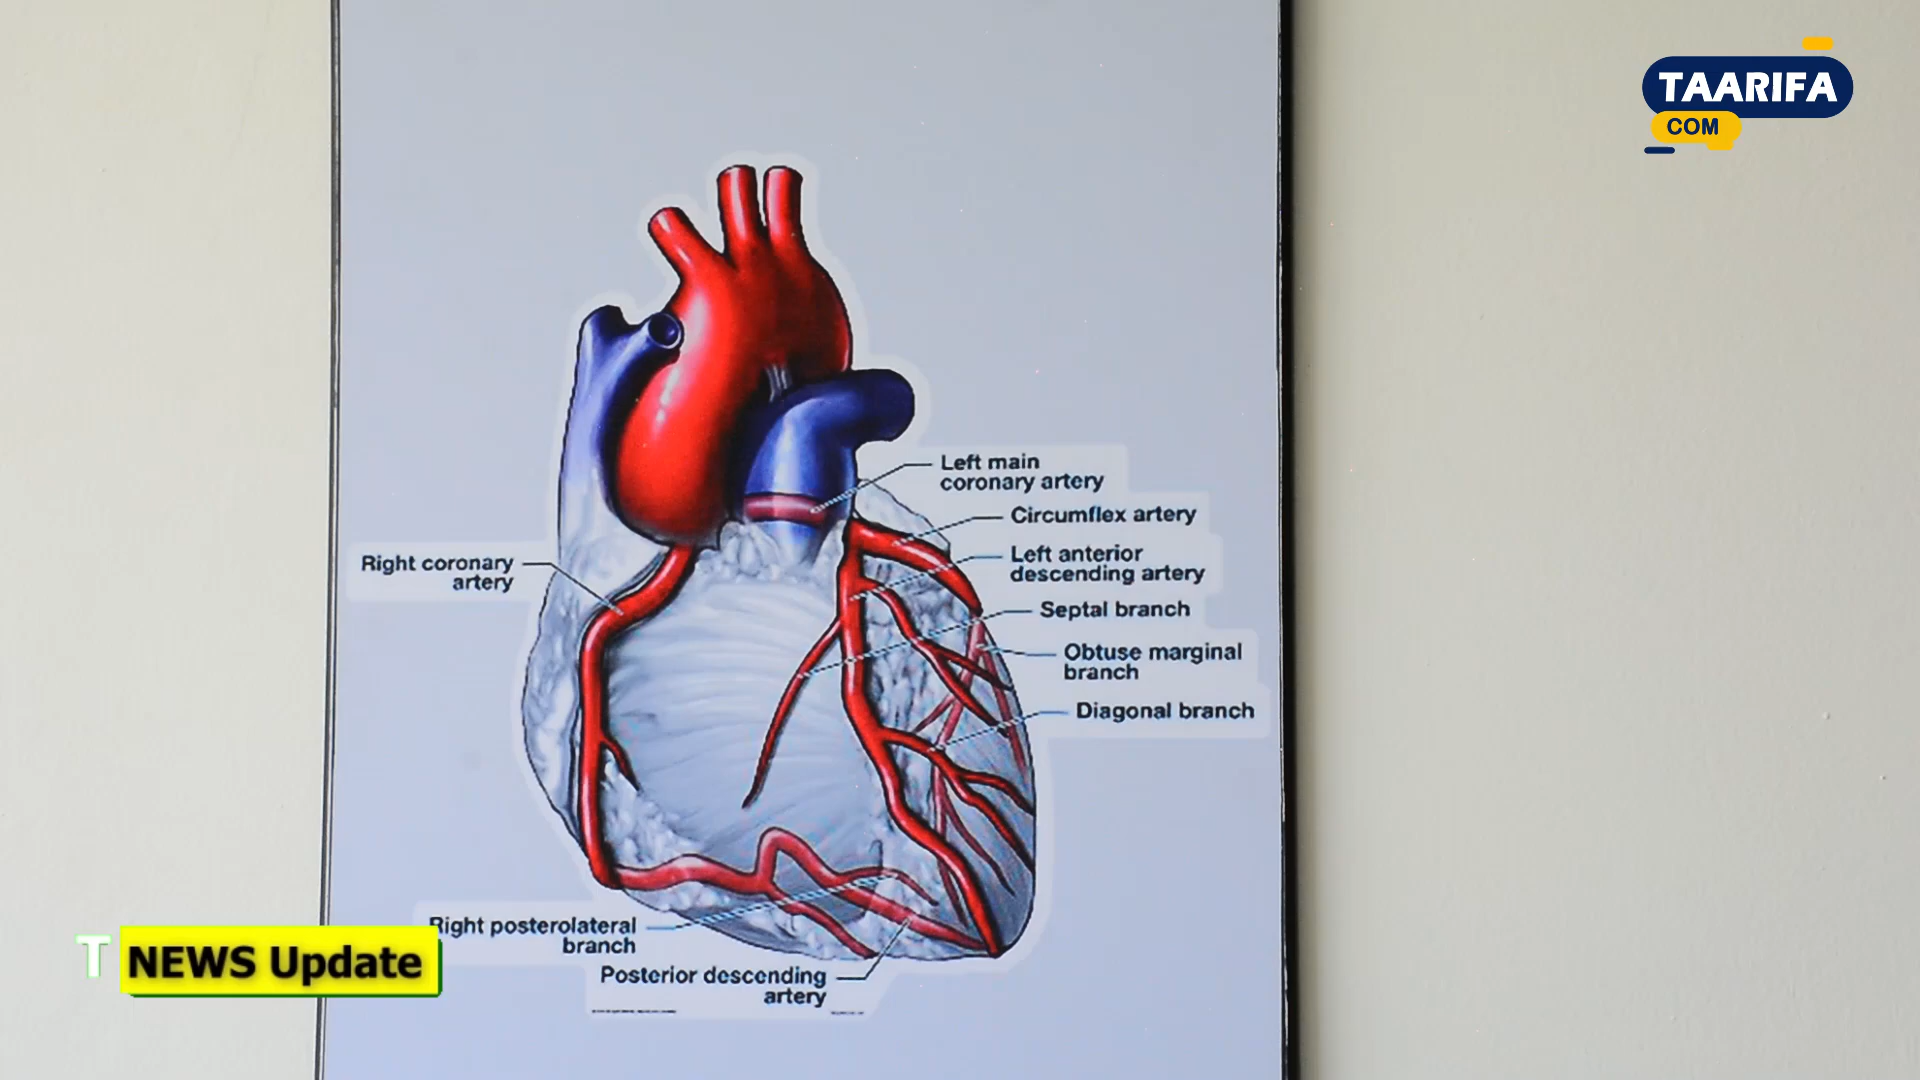 TAARIFA
COM
Left main
coronary artery
Circumflex artery
Left anterior
descending artery
Septal branch
Obtuse marginal
branch
Diagonal branch
Right coronary
artery
Right posterolateral
branch
Posterior descending
artery
T
NEWS Update